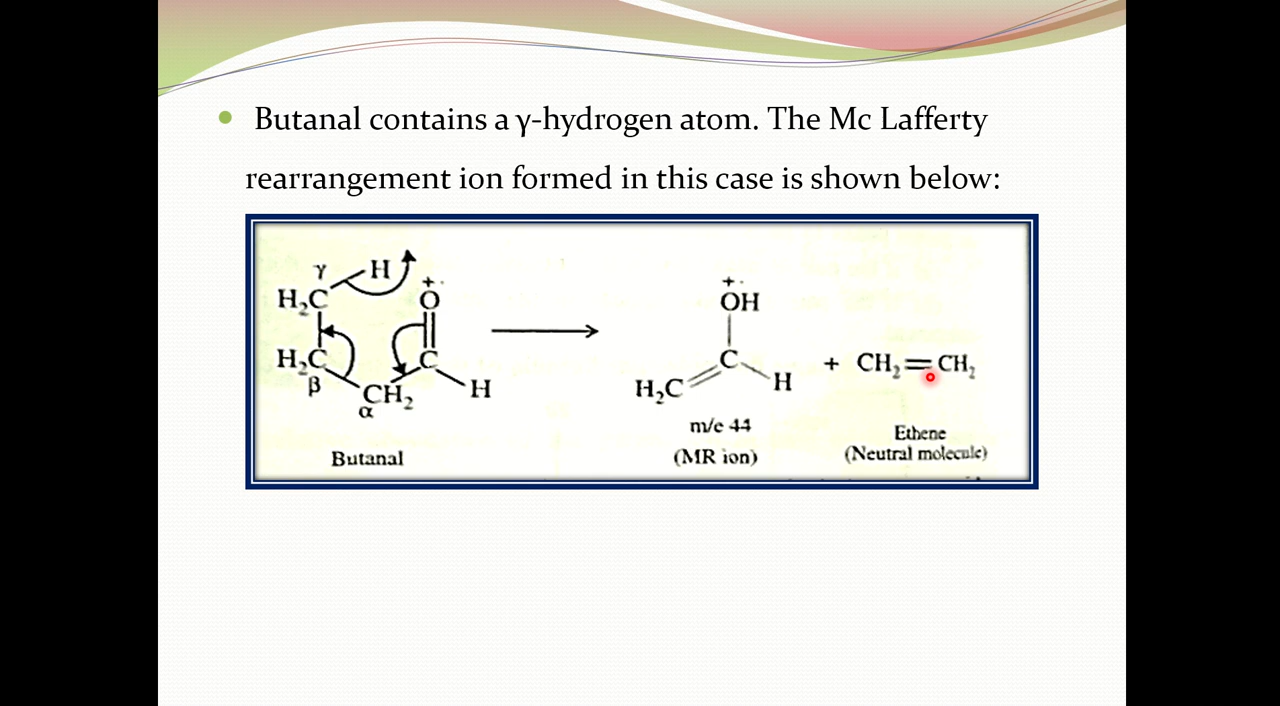 Butanal contains a γ-hydrogen atom. The Mc Lafferty
rearrangement ion formed in this case is shown below:
γ
H
H₂C
+·
O
H₂C
β
CH₂
α
C
H
Butanal
+·
OH
C
H₂C
H
m/e 44
(MR ion)
+ CH₂=CH₂
Ethene
(Neutral molecule)